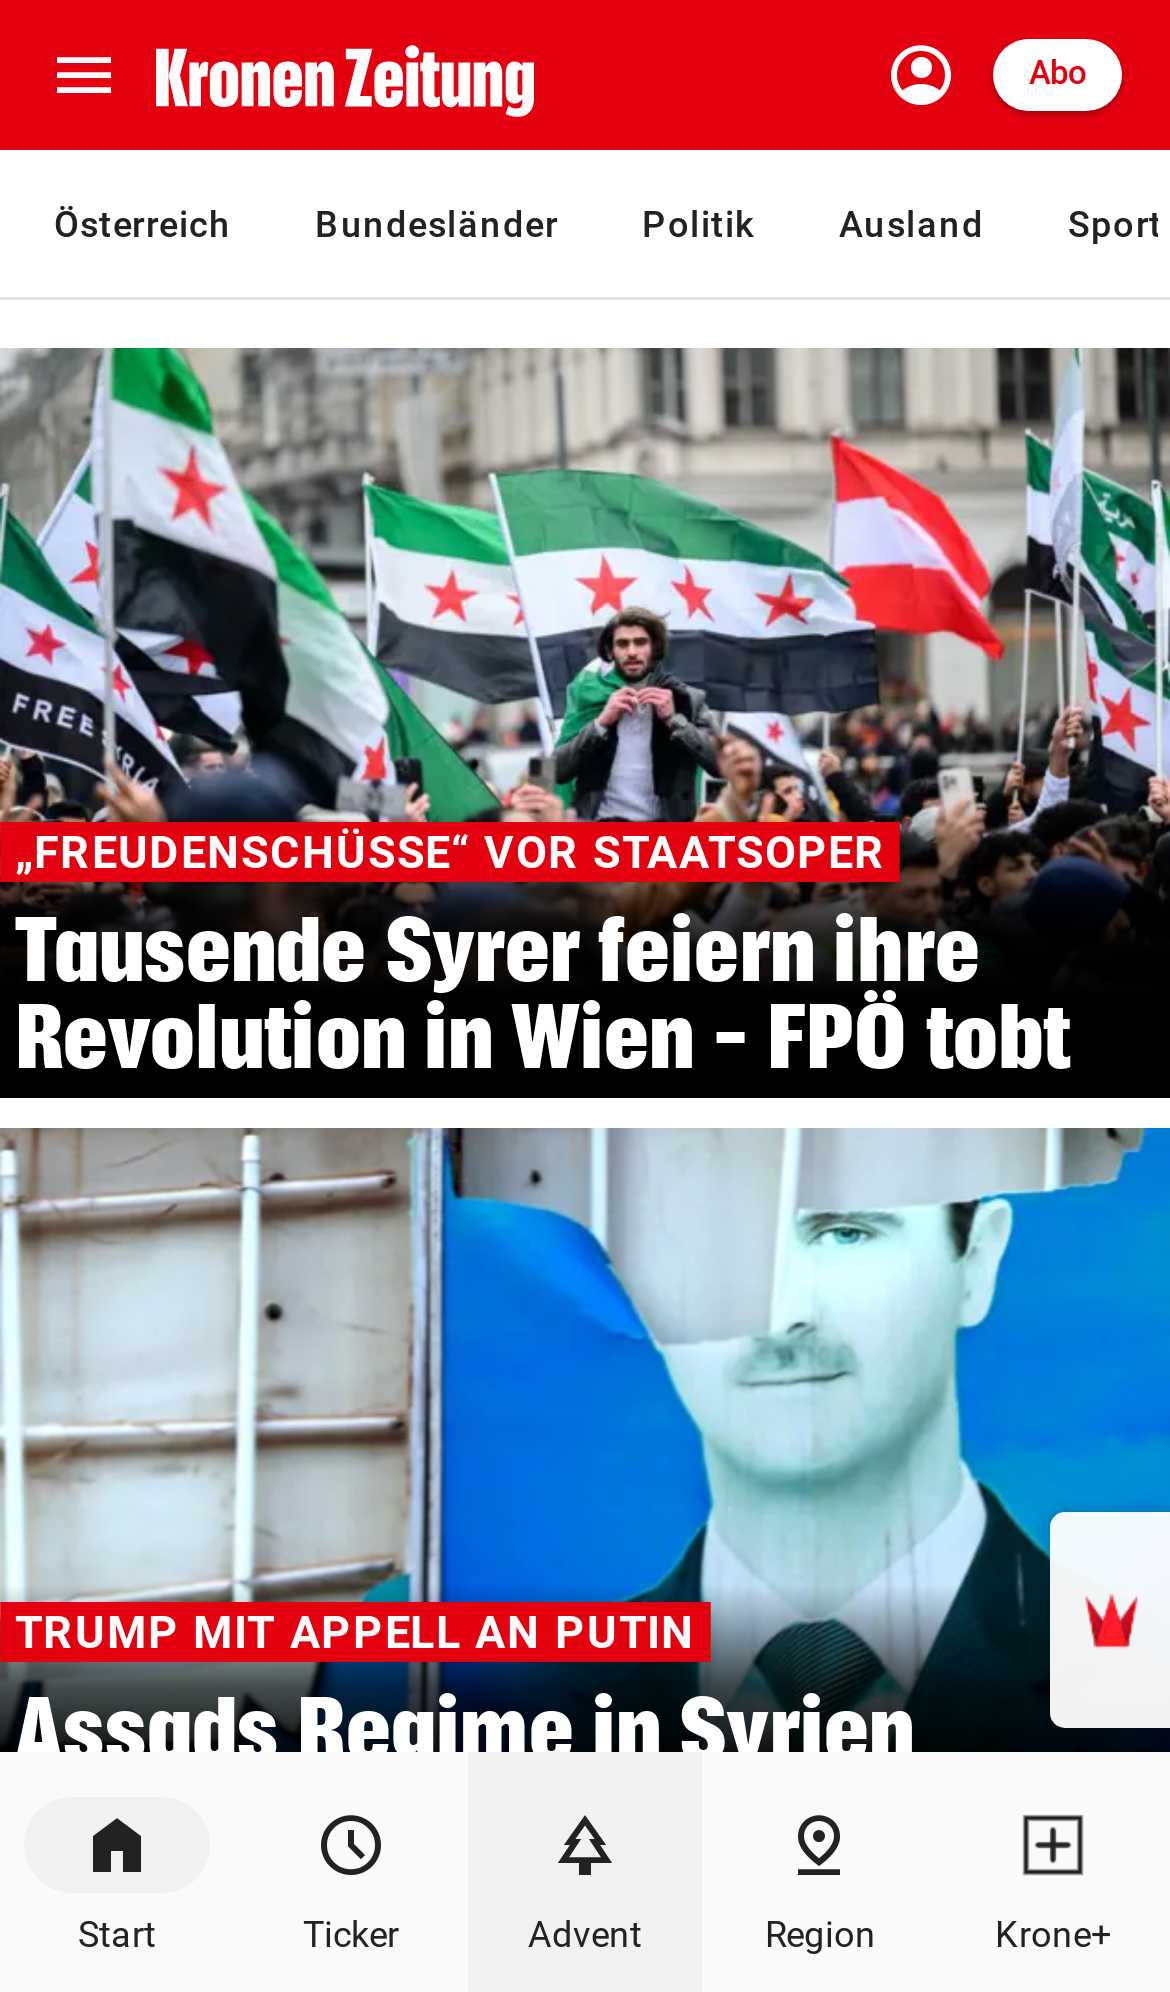 Kronen Zeitung
Abo
Österreich Bundesländer Politik Ausland Sport
FREE SYRIA
„FREUDENSCHÜSSE“ VOR STAATSOPER
Tausende Syrer feiern ihre
Revolution in Wien – FPÖ tobt
TRUMP MIT APPELL AN PUTIN
Assads Regime in Syrien
Start Ticker Advent Region Krone+